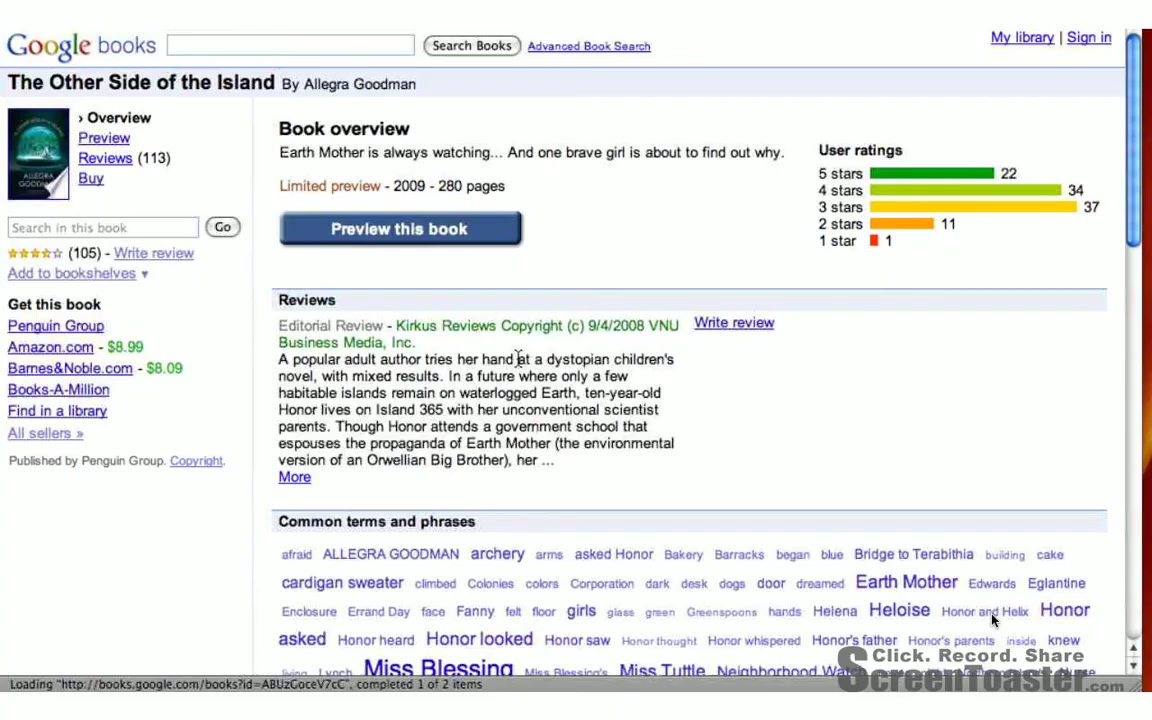 Google books Search Books Advanced Book Search My library | Sign in
The Other Side of the Island By Allegra Goodman
ALLEGRA
› Overview
Preview
Reviews (113)
Buy
Search in this book Go
(105) - Write review
Add to bookshelves ▼
Get this book
Penguin Group
Amazon.com - $8.99
Barnes&Noble.com - $8.09
Books-A-Million
Find in a library
All sellers »
Published by Penguin Group. Copyright.
Book overview
Earth Mother is always watching... And one brave girl is about to find out why.
Limited preview - 2009 - 280 pages
Preview this book
User ratings
5 stars 22
4 stars 34
3 stars 37
2 stars 11
1 star 1
Reviews
Editorial Review - Kirkus Reviews Copyright (c) 9/4/2008 VNU
Business Media, Inc.
Write review
A popular adult author tries her hand at a dystopian children's
novel, with mixed results. In a future where only a few
habitable islands remain on waterlogged Earth, ten-year-old
Honor lives on Island 365 with her unconventional scientist
parents. Though Honor attends a government school that
espouses the propaganda of Earth Mother (the environmental
version of an Orwellian Big Brother), her ...
More
Common terms and phrases
afraid ALLEGRA GOODMAN archery arms asked Honor Bakery Barracks began blue Bridge to Terabithia building cake
cardigan sweater climbed Colonies colors Corporation dark desk dogs door dreamed Earth Mother Edwards Eglantine
Enclosure Errand Day face Fanny felt floor girls glass green Greenspoons hands Helena Heloise Honor and Helix Honor
asked Honor heard Honor looked Honor saw Honor thought Honor whispered Honor's father Honor's parents inside knew
living Lynch Miss Blessing Miss Blessing's Miss Tuttle Neighborhood Watch
Click. Record. Share
ScreenToaster.com
Loading "http://books.google.com/books?id=ABUzGoceV7cC", completed 1 of 2 items